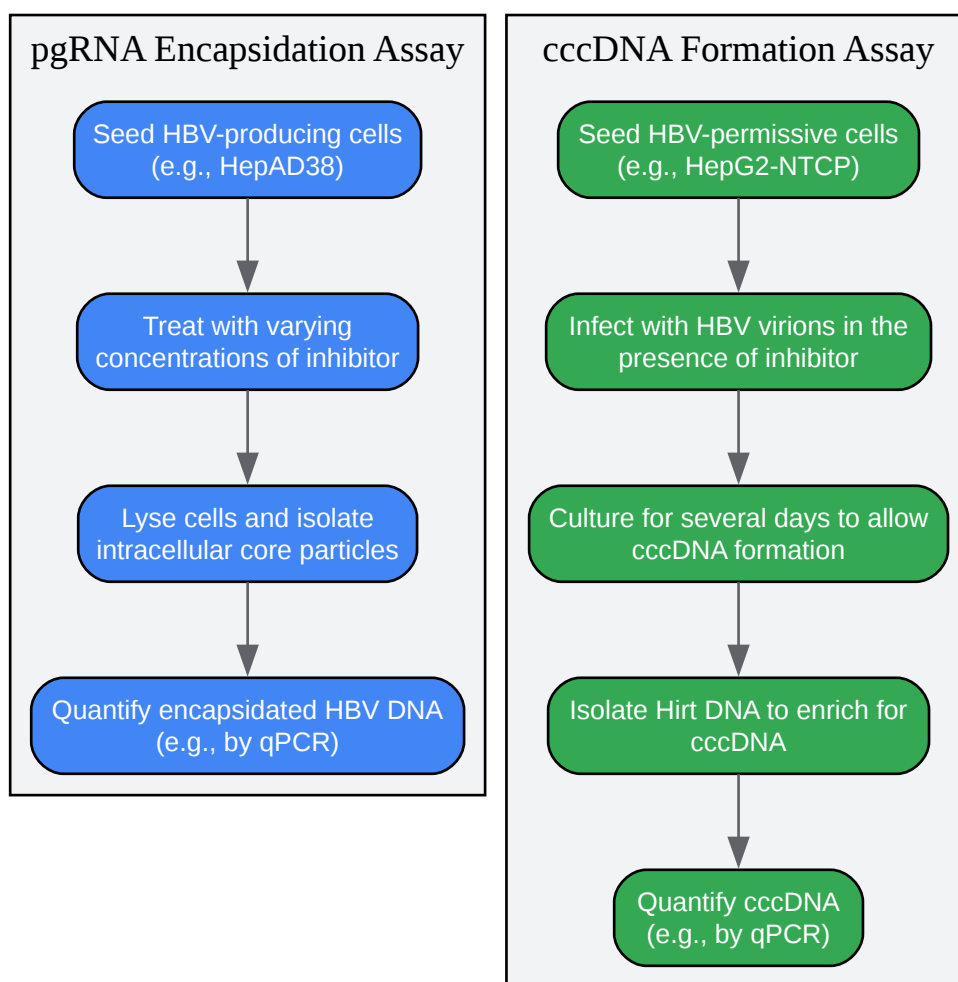 pgRNA Encapsidation Assay
Seed HBV-producing cells
(e.g., HepAD38)
Treat with varying
concentrations of inhibitor
Lyse cells and isolate
intracellular core particles
Quantify encapsidated HBV DNA
(e.g., by qPCR)
cccDNA Formation Assay
Seed HBV-permissive cells
(e.g., HepG2-NTCP)
Infect with HBV virions in the
presence of inhibitor
Culture for several days to allow
cccDNA formation
Isolate Hirt DNA to enrich for
cccDNA
Quantify cccDNA
(e.g., by qPCR)